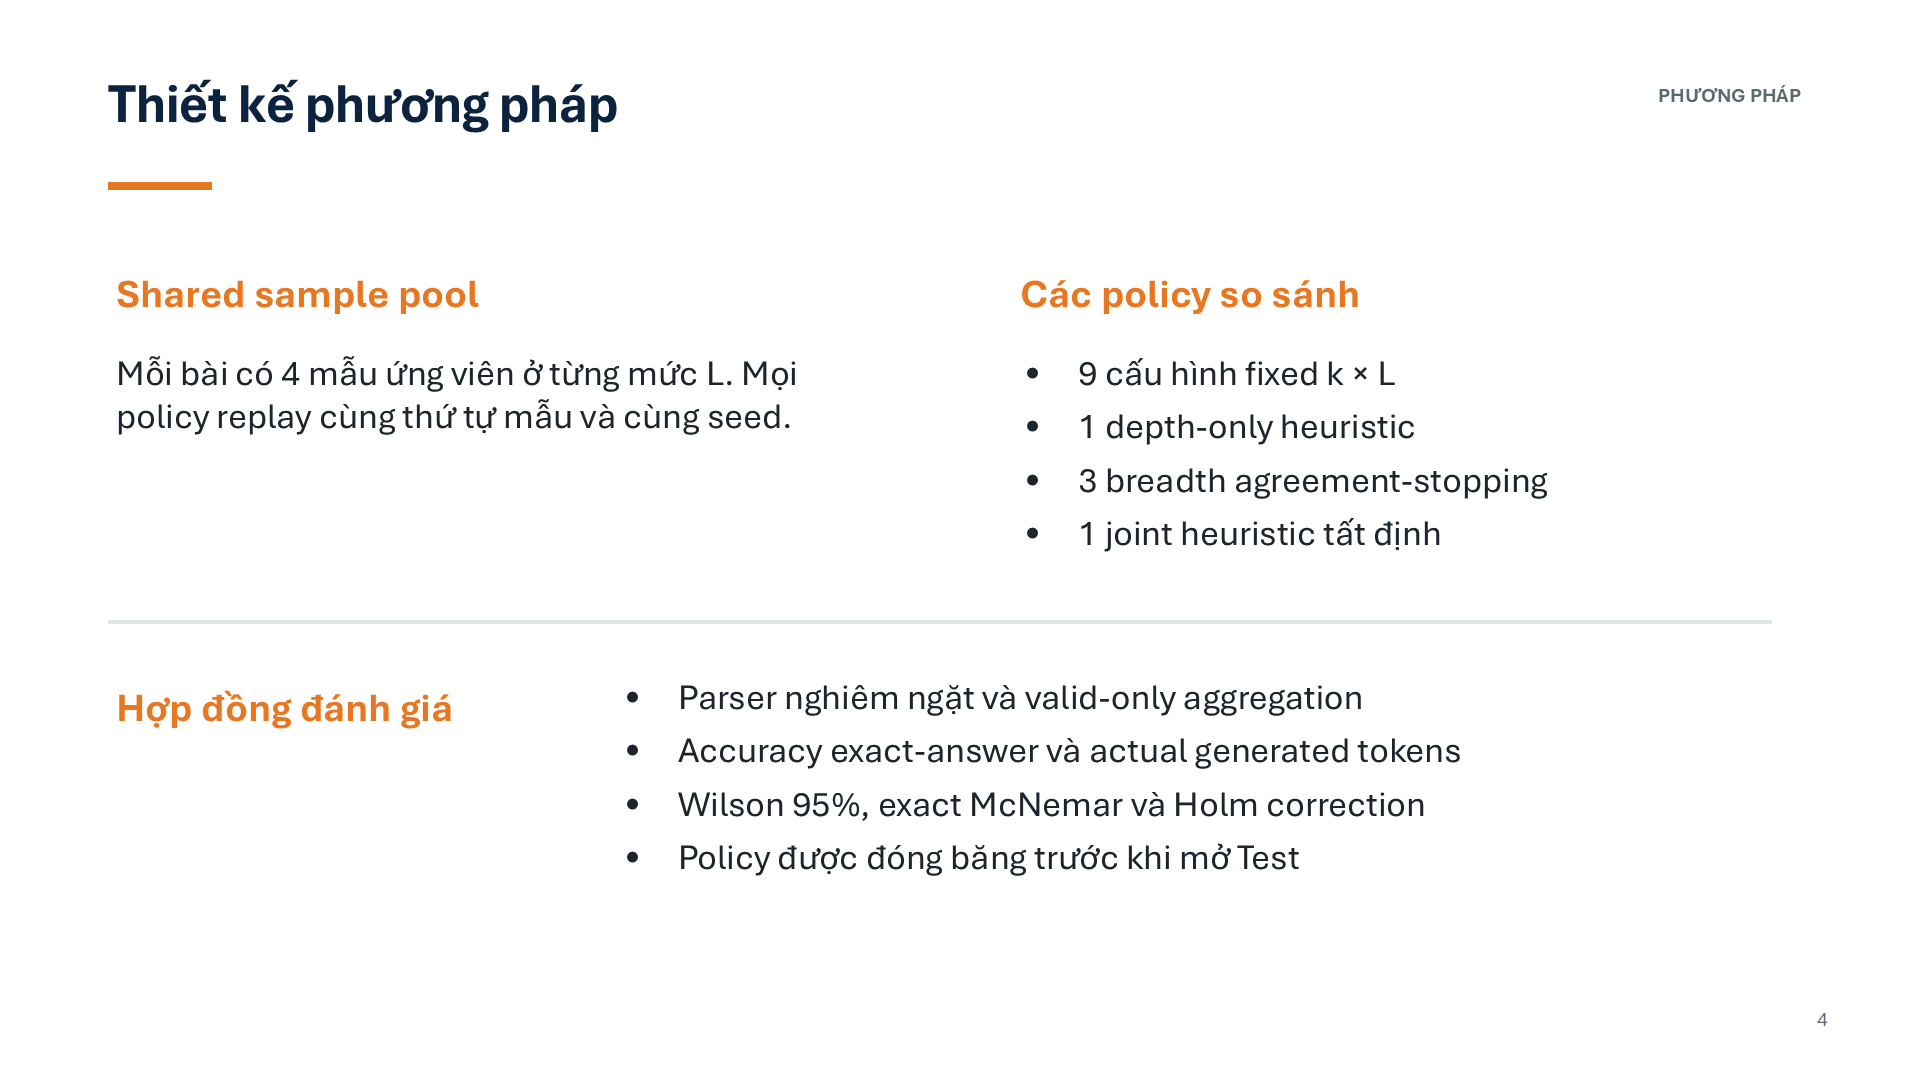 Thiết kế phương pháp
PHƯƠNG PHÁP
Shared sample pool
Mỗi bài có 4 mẫu ứng viên ở từng mức L. Mọi
policy replay cùng thứ tự mẫu và cùng seed.
Các policy so sánh
• 9 cấu hình fixed k × L
• 1 depth-only heuristic
• 3 breadth agreement-stopping
• 1 joint heuristic tất định
Hợp đồng đánh giá
• Parser nghiêm ngặt và valid-only aggregation
• Accuracy exact-answer và actual generated tokens
• Wilson 95%, exact McNemar và Holm correction
• Policy được đóng băng trước khi mở Test
4